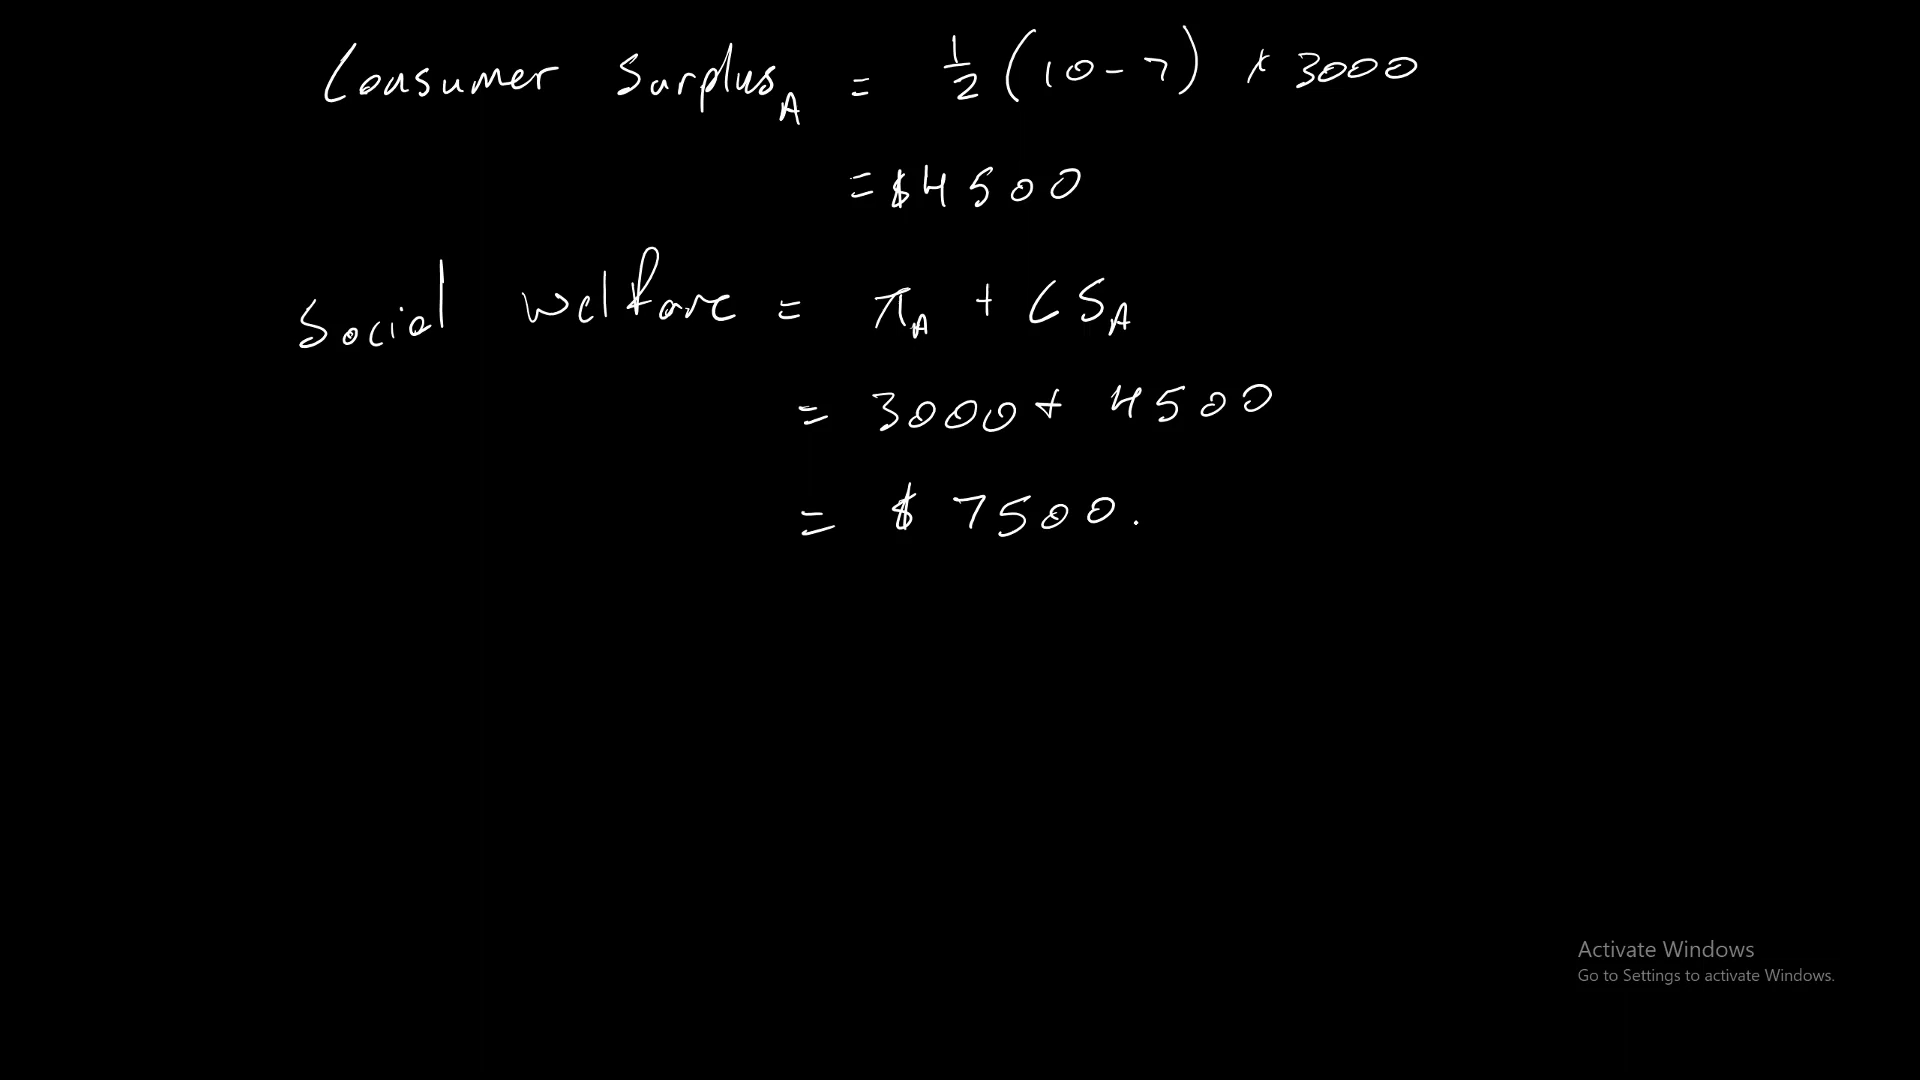 Consumer Surplus_A = 1/2 (10-7) × 3000
= $4500
Social Welfare = π_A + CS_A
= 3000 + 4500
= $ 7500.
Activate Windows
Go to Settings to activate Windows.